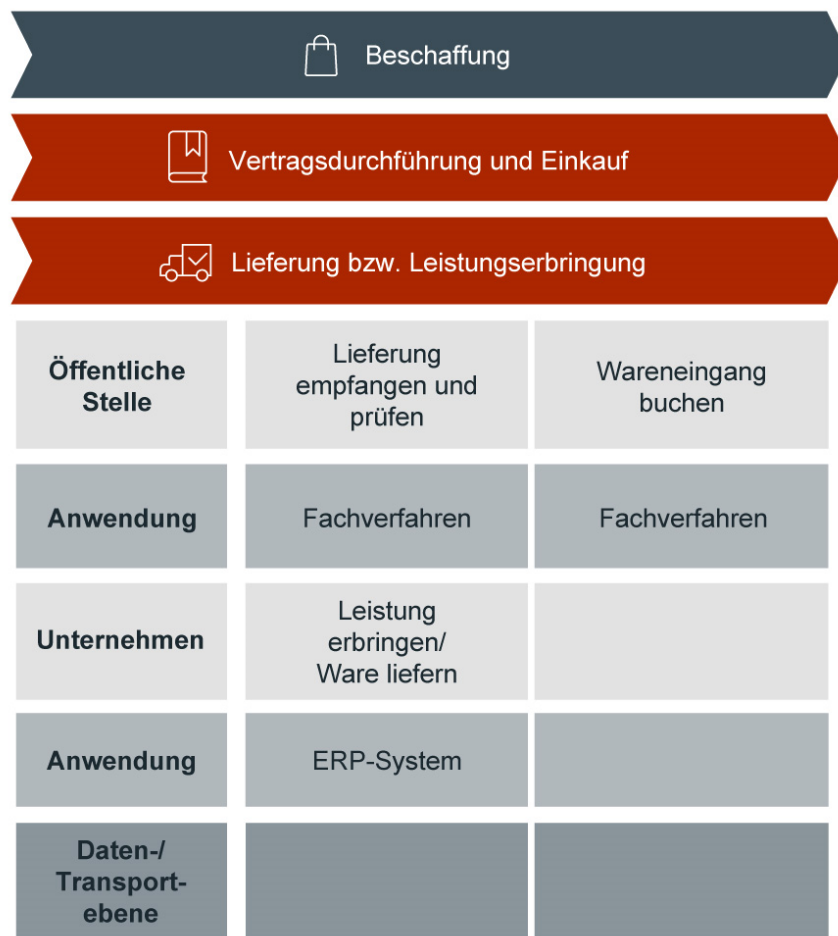 Beschaffung
Vertragsdurchführung und Einkauf
Lieferung bzw. Leistungserbringung
Öffentliche
Stelle
Lieferung
empfangen und
prüfen
Wareneingang
buchen
Anwendung
Fachverfahren
Fachverfahren
Unternehmen
Leistung
erbringen/
Ware liefern
Anwendung
ERP-System
Daten-/
Transport-
ebene